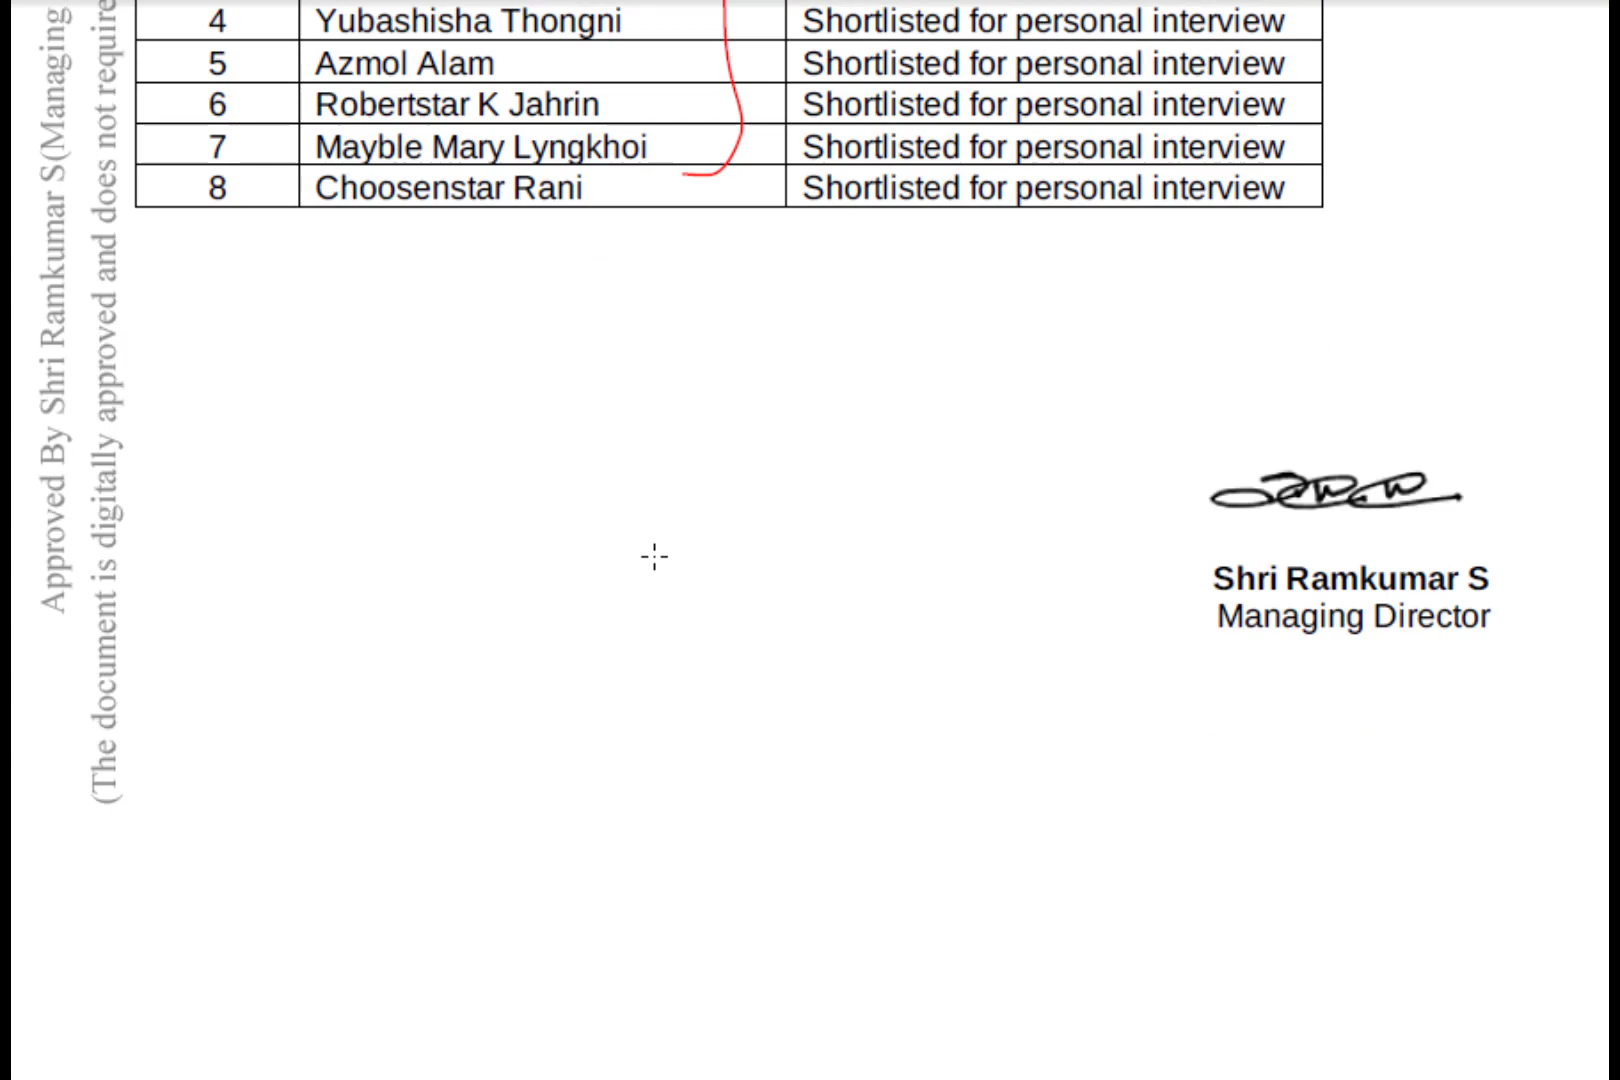 4 Yubashisha Thongni Shortlisted for personal interview
5 Azmol Alam Shortlisted for personal interview
6 Robertstar K Jahrin Shortlisted for personal interview
7 Mayble Mary Lyngkhoi Shortlisted for personal interview
8 Choosenstar Rani Shortlisted for personal interview
Approved By Shri Ramkumar S(Managing
(The document is digitally approved and does not require
Shri Ramkumar S
Managing Director